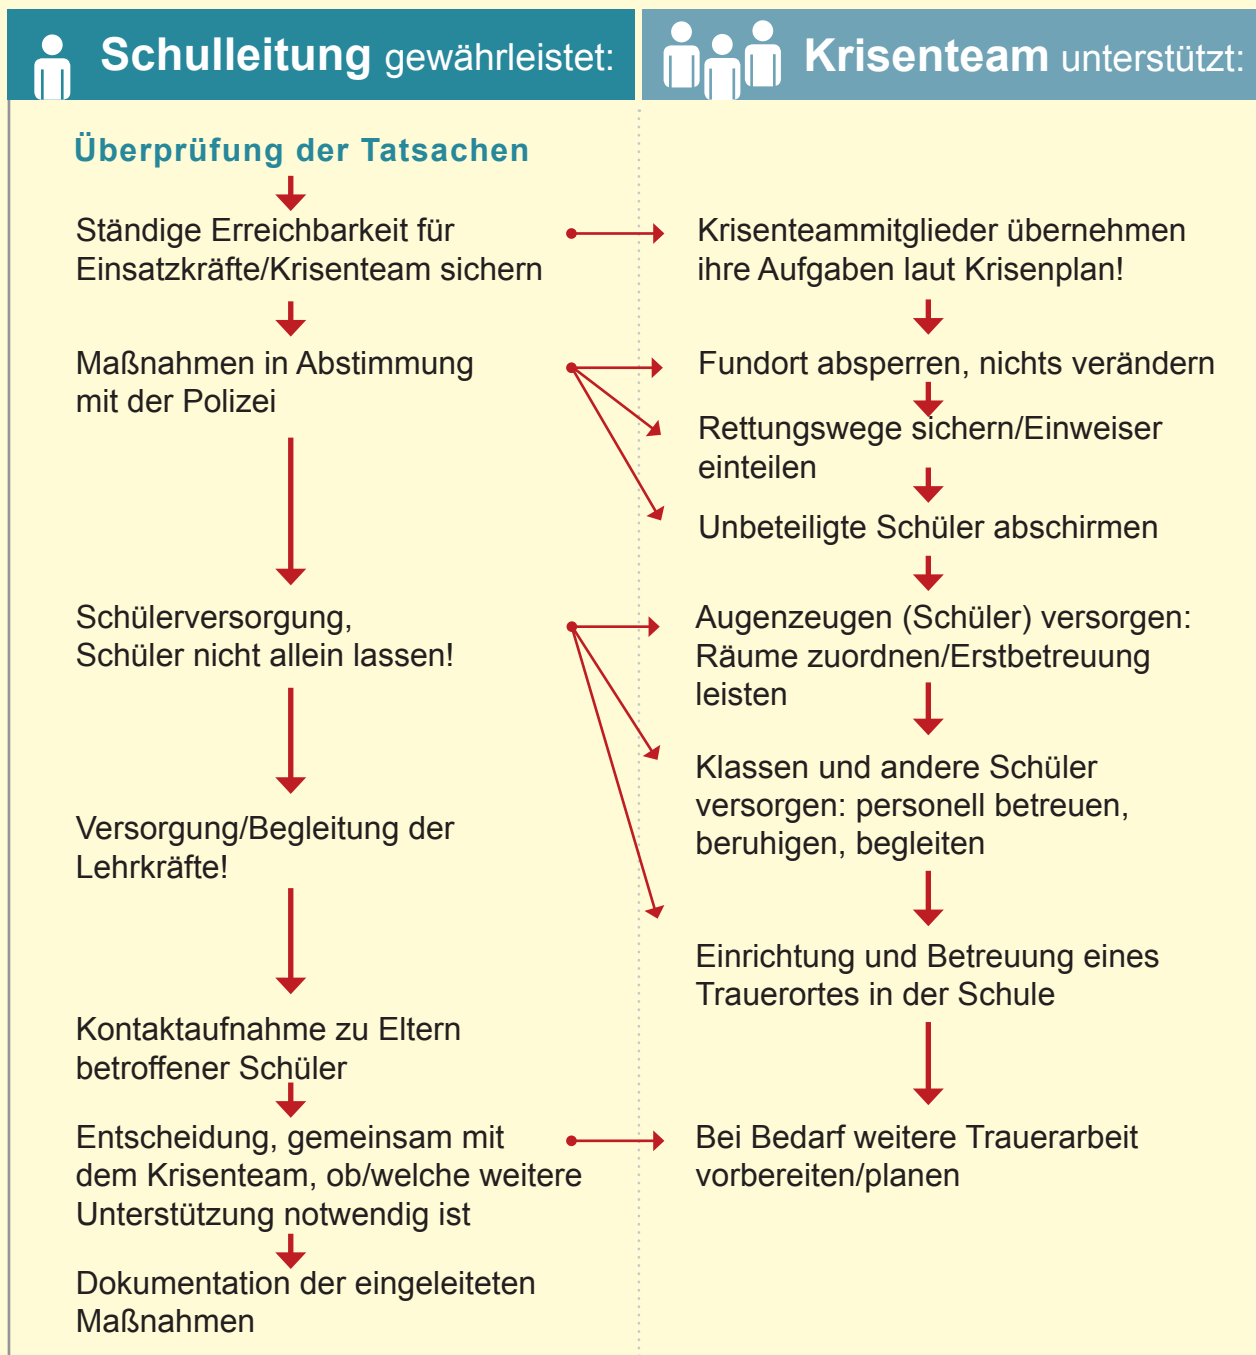 Schulleitung gewährleistet:
Krisenteam unterstützt:
Überprüfung der Tatsachen
Ständige Erreichbarkeit für
Einsatzkräfte/Krisenteam sichern
Maßnahmen in Abstimmung
mit der Polizei
Schülerversorgung,
Schüler nicht allein lassen!
Versorgung/Begleitung der
Lehrkräfte!
Kontaktaufnahme zu Eltern
betroffener Schüler
Entscheidung, gemeinsam mit
dem Krisenteam, ob/welche weitere
Unterstützung notwendig ist
Dokumentation der eingeleiteten
Maßnahmen
Krisenteammitglieder übernehmen
ihre Aufgaben laut Krisenplan!
Fundort absperren, nichts verändern
Rettungswege sichern/Einweiser
einteilen
Unbeteiligte Schüler abschirmen
Augenzeugen (Schüler) versorgen:
Räume zuordnen/Erstbetreuung
leisten
Klassen und andere Schüler
versorgen: personell betreuen,
beruhigen, begleiten
Einrichtung und Betreuung eines
Trauerortes in der Schule
Bei Bedarf weitere Trauerarbeit
vorbereiten/planen